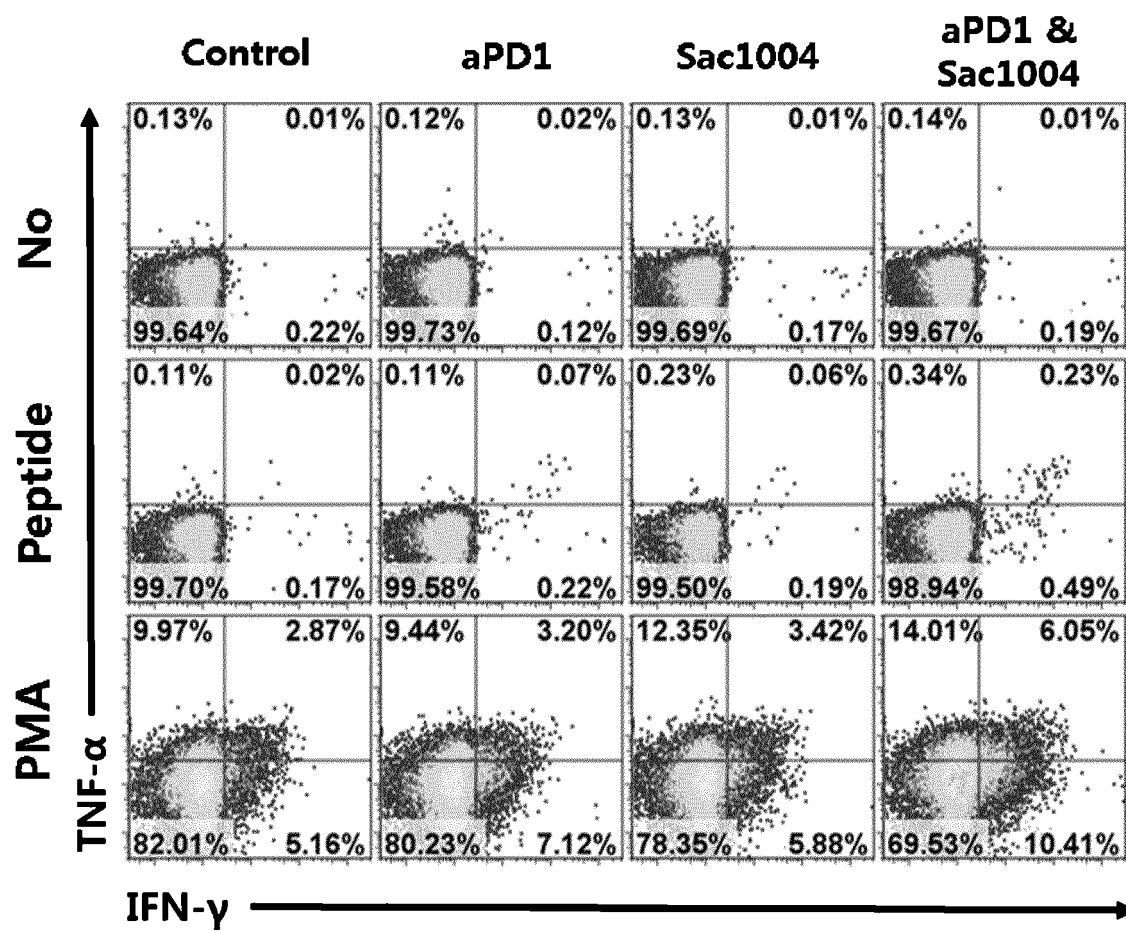 Control aPD1 Sac1004 aPD1 &
Sac1004
No
0.13% 0.01% 0.12% 0.02% 0.13% 0.01% 0.14% 0.01%
99.64% 0.22% 99.73% 0.12% 99.69% 0.17% 99.67% 0.19%
Peptide
0.11% 0.02% 0.11% 0.07% 0.23% 0.06% 0.34% 0.23%
99.70% 0.17% 99.58% 0.22% 99.50% 0.19% 98.94% 0.49%
PMA
9.97% 2.87% 9.44% 3.20% 12.35% 3.42% 14.01% 6.05%
82.01% 5.16% 80.23% 7.12% 78.35% 5.88% 69.53% 10.41%
TNF-α
IFN-γ